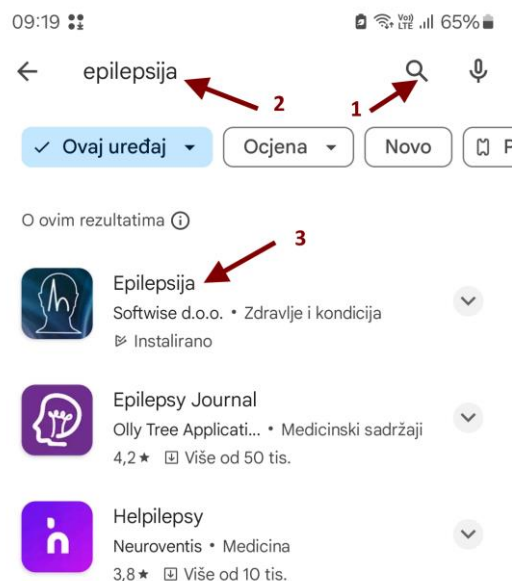 09:19 Vo)) LTE 65%
epilepsija
2
1
Ovaj uređaj Ocjena Novo P
O ovim rezultatima
3
Epilepsija
Softwise d.o.o. • Zdravlje i kondicija
Instalirano
Epilepsy Journal
Olly Tree Applicati... • Medicinski sadržaji
4,2★ Više od 50 tis.
Helpilepsy
Neuroventis • Medicina
3,8★ Više od 10 tis.